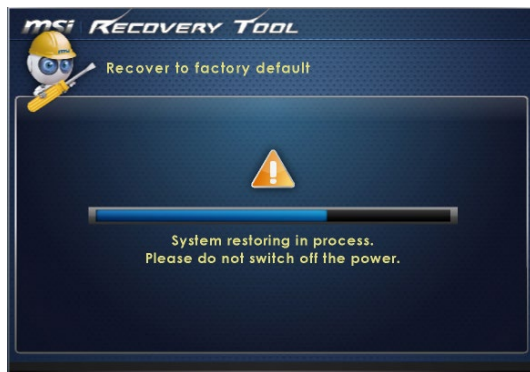 msi RECOVERY TOOL
Recover to factory default
System restoring in process.
Please do not switch off the power.